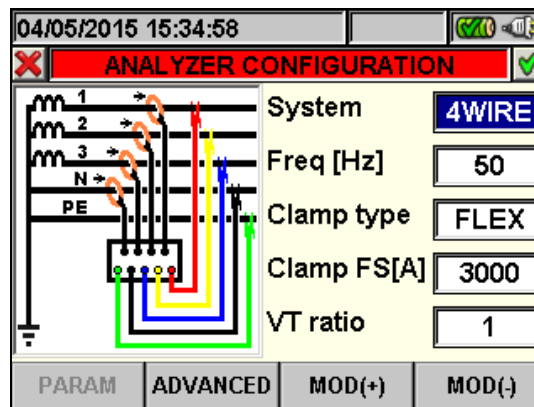 04/05/2015 15:34:58
ANALYZER CONFIGURATION
1
2
3
N
PE
System 4WIRE
Freq [Hz] 50
Clamp type FLEX
Clamp FS[A] 3000
VT ratio 1
PARAM ADVANCED MOD(+) MOD(-)